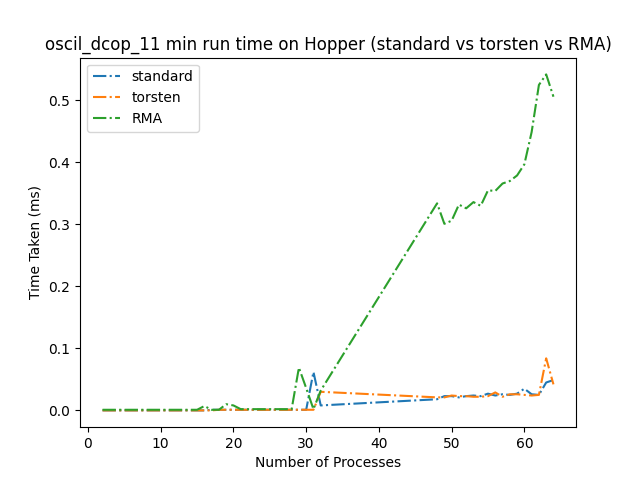 oscil_dcop_11 min run time on Hopper (standard vs torsten vs RMA)
standard
torsten
RMA
Time Taken (ms)
0.5
0.4
0.3
0.2
0.1
0.0
0 10 20 30 40 50 60
Number of Processes